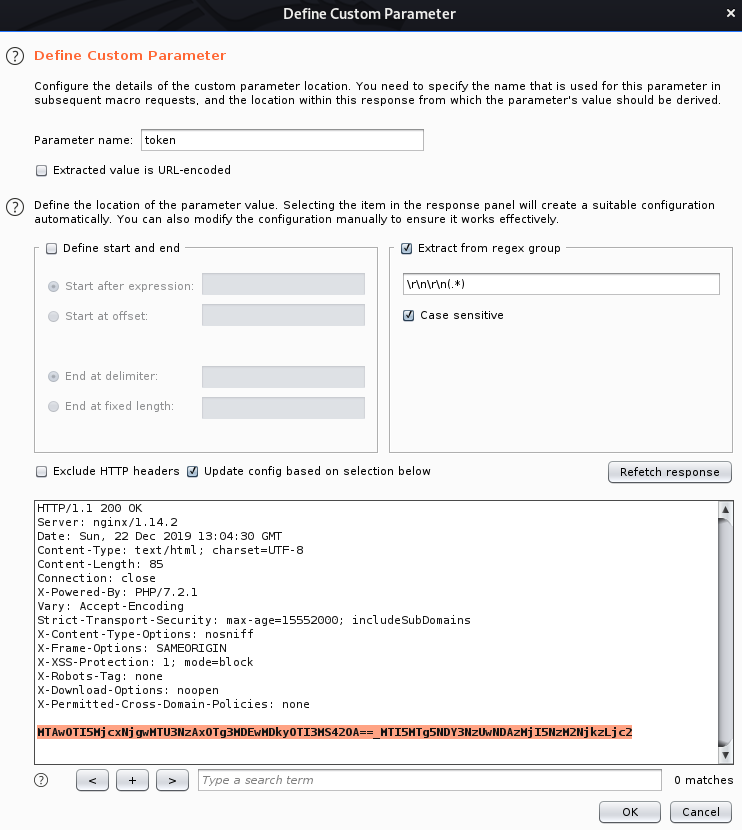 Define Custom Parameter
×
? Define Custom Parameter
Configure the details of the custom parameter location. You need to specify the name that is used for this parameter in
subsequent macro requests, and the location within this response from which the parameter's value should be derived.
Parameter name: token
Extracted value is URL-encoded
? Define the location of the parameter value. Selecting the item in the response panel will create a suitable configuration
automatically. You can also modify the configuration manually to ensure it works effectively.
Define start and end
Start after expression:
Start at offset:
End at delimiter:
End at fixed length:
Extract from regex group
\r\n\r\n(.*)
Case sensitive
Exclude HTTP headers Update config based on selection below Refetch response
HTTP/1.1 200 OK
Server: nginx/1.14.2
Date: Sun, 22 Dec 2019 13:04:30 GMT
Content-Type: text/html; charset=UTF-8
Content-Length: 85
Connection: close
X-Powered-By: PHP/7.2.1
Vary: Accept-Encoding
Strict-Transport-Security: max-age=15552000; includeSubDomains
X-Content-Type-Options: nosniff
X-Frame-Options: SAMEORIGIN
X-XSS-Protection: 1; mode=block
X-Robots-Tag: none
X-Download-Options: noopen
X-Permitted-Cross-Domain-Policies: none
MTAwOTI5MjcxNjgwMTU3NzAxOTg3MDEwMDkyOTI3MS42OA==_MTI5MTg5NDY3NzUwNDAzMjI5NzM2NjkzLjc2
? < + > Type a search term 0 matches
OK Cancel